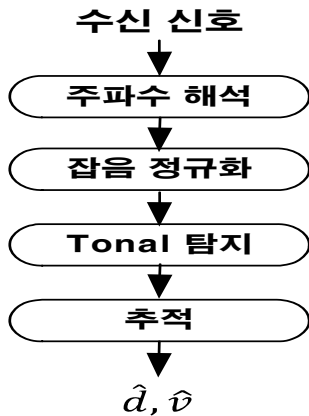 수신 신호
주파수 해석
잡음 정규화
Tonal 탐지
추적
d̂, v̂